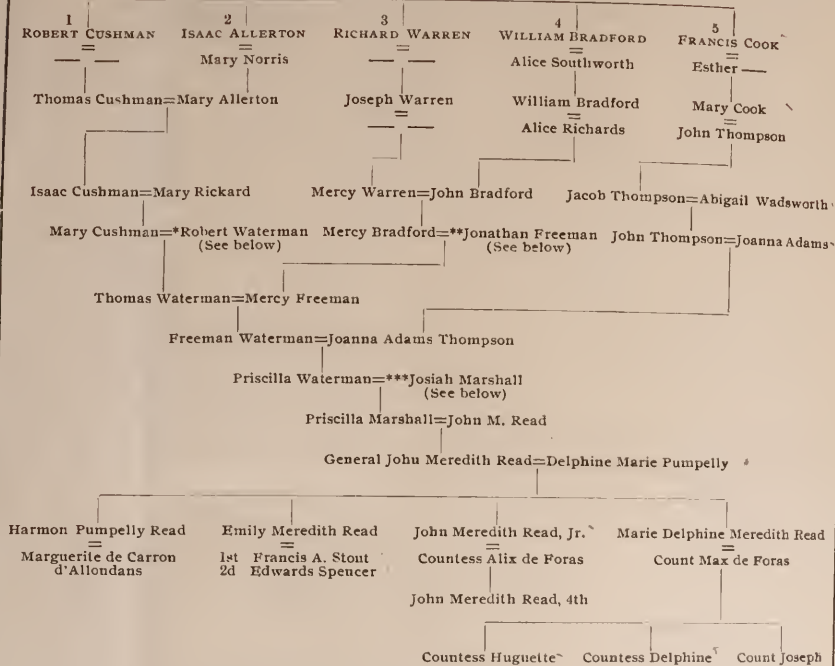 1 2 3 4 5
ROBERT CUSHMAN ISAAC ALLERTON RICHARD WARREN WILLIAM BRADFORD FRANCIS COOK
= = = = =
— — Mary Norris — — Alice Southworth Esther —
Thomas Cushman=Mary Allerton Joseph Warren William Bradford Mary Cook
= = =
— — Alice Richards John Thompson
Isaac Cushman=Mary Rickard Mercy Warren=John Bradford Jacob Thompson=Abigail Wadsworth
Mary Cushman=*Robert Waterman Mercy Bradford=**Jonathan Freeman John Thompson=Joanna Adams
(See below) (See below)
Thomas Waterman=Mercy Freeman
Freeman Waterman=Joanna Adams Thompson
Priscilla Waterman=***Josiah Marshall
(See below)
Priscilla Marshall=John M. Read
General John Meredith Read=Delphine Marie Pumpelly
Harmon Pumpelly Read Emily Meredith Read John Meredith Read, Jr. Marie Delphine Meredith Read
= = = =
Marguerite de Carron 1st Francis A. Stout Countess Alix de Foras Count Max de Foras
d'Allondans 2d Edwards Spencer
John Meredith Read, 4th
Countess Huguette Countess Delphine Count Joseph